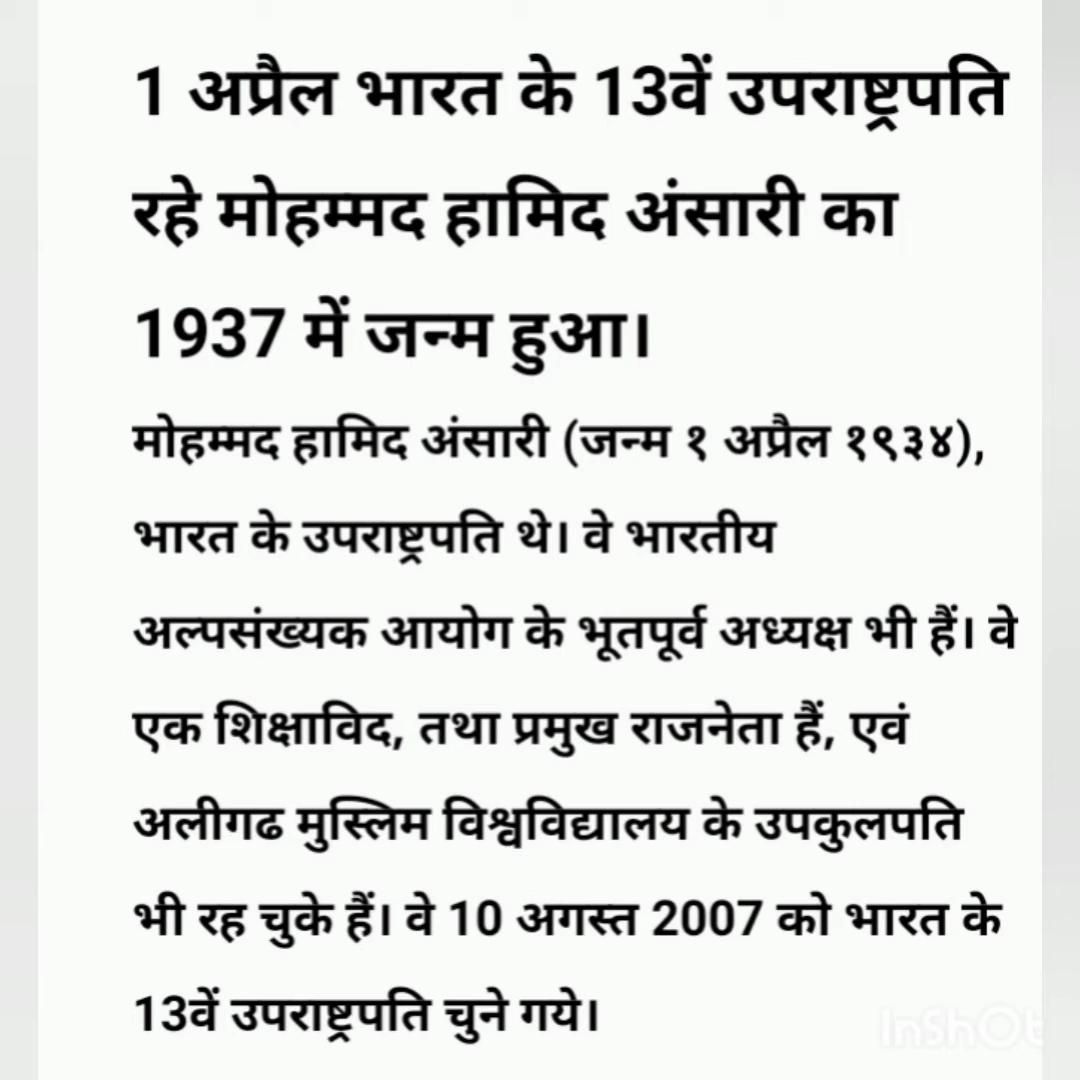 1 अप्रैल भारत के 13वें उपराष्ट्रपति
रहे मोहम्मद हामिद अंसारी का
1937 में जन्म हुआ।
मोहम्मद हामिद अंसारी (जन्म १ अप्रैल १९३४),
भारत के उपराष्ट्रपति थे। वे भारतीय
अल्पसंख्यक आयोग के भूतपूर्व अध्यक्ष भी हैं। वे
एक शिक्षाविद, तथा प्रमुख राजनेता हैं, एवं
अलीगढ मुस्लिम विश्वविद्यालय के उपकुलपति
भी रह चुके हैं। वे 10 अगस्त 2007 को भारत के
13वें उपराष्ट्रपति चुने गये।
InShOt